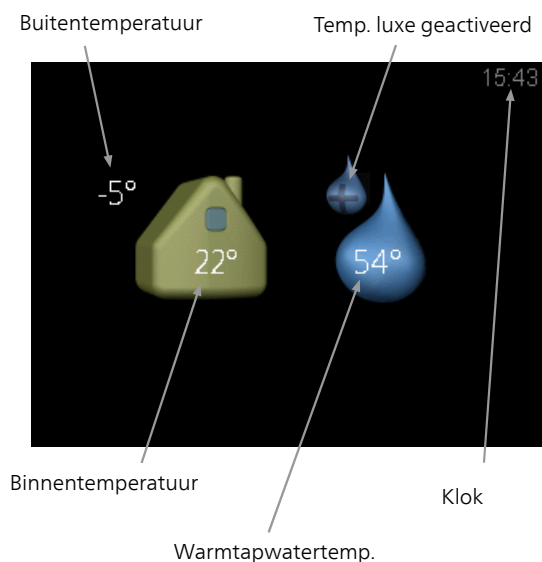 Buitentemperatuur
Temp. luxe geactiveerd
15:43
-5°
22°
54°
Binnentemperatuur
Klok
Warmtapwatertemp.